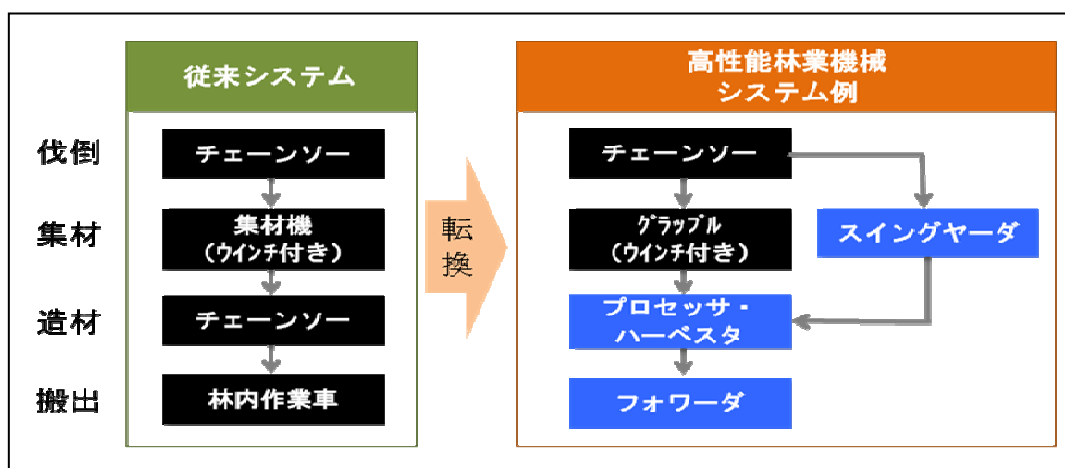 従来システム
高性能林業機械
システム例
伐倒
チェーンソー
チェーンソー
集材
集材機
(ウインチ付き)
転換
グラップル
(ウインチ付き)
スイングヤーダ
造材
チェーンソー
プロセッサ・
ハーベスタ
搬出
林内作業車
フォワーダ